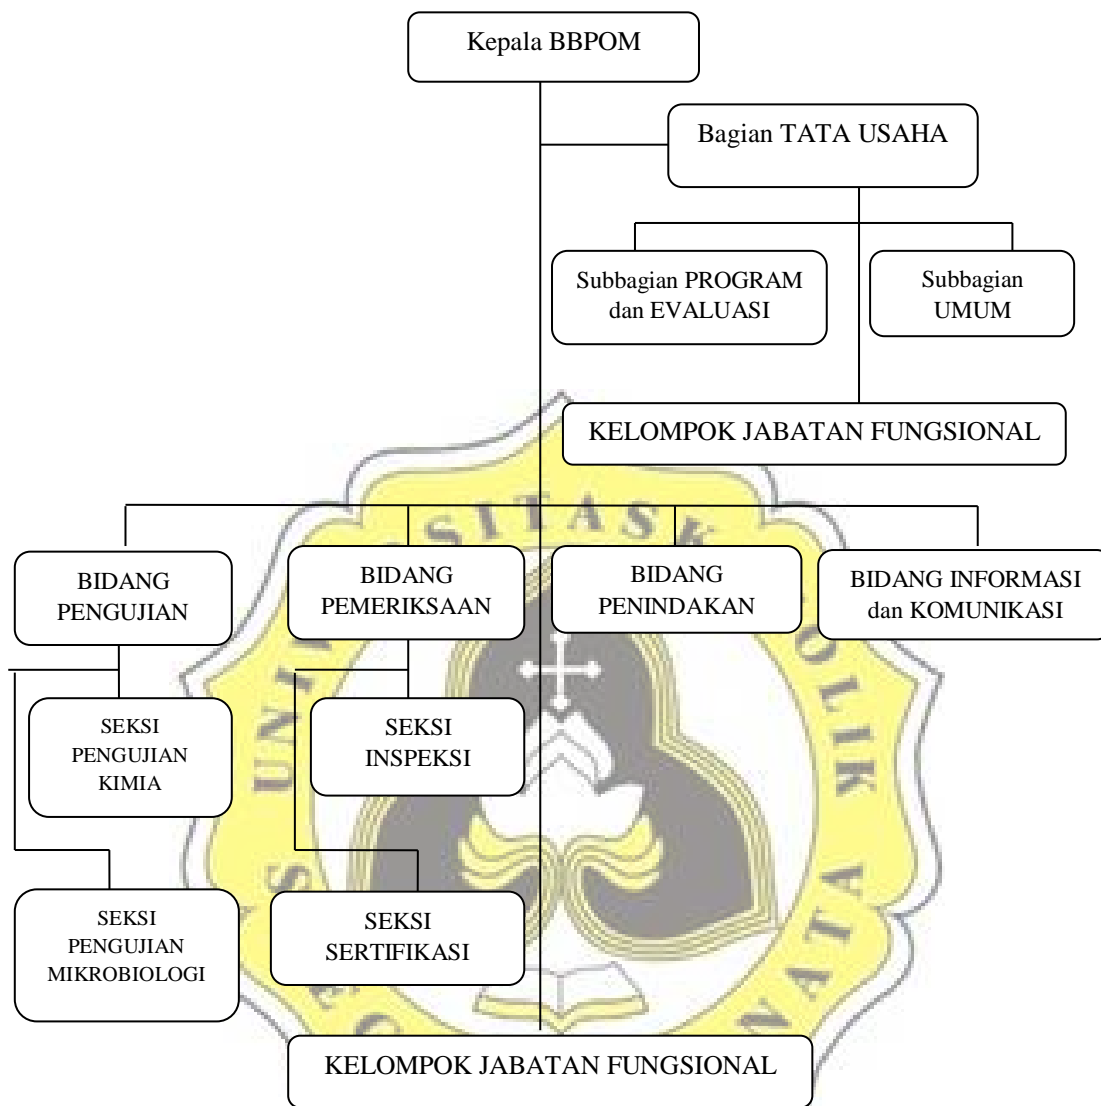 Kepala BBPOM
Bagian TATA USAHA
Subbagian PROGRAM
dan EVALUASI
Subbagian
UMUM
KELOMPOK JABATAN FUNGSIONAL
BIDANG
PENGUJIAN
BIDANG
PEMERIKSAAN
BIDANG
PENINDAKAN
BIDANG INFORMASI
dan KOMUNIKASI
SEKSI
PENGUJIAN
KIMIA
SEKSI
INSPEKSI
SEKSI
PENGUJIAN
MIKROBIOLOGI
SEKSI
SERTIFIKASI
KELOMPOK JABATAN FUNGSIONAL